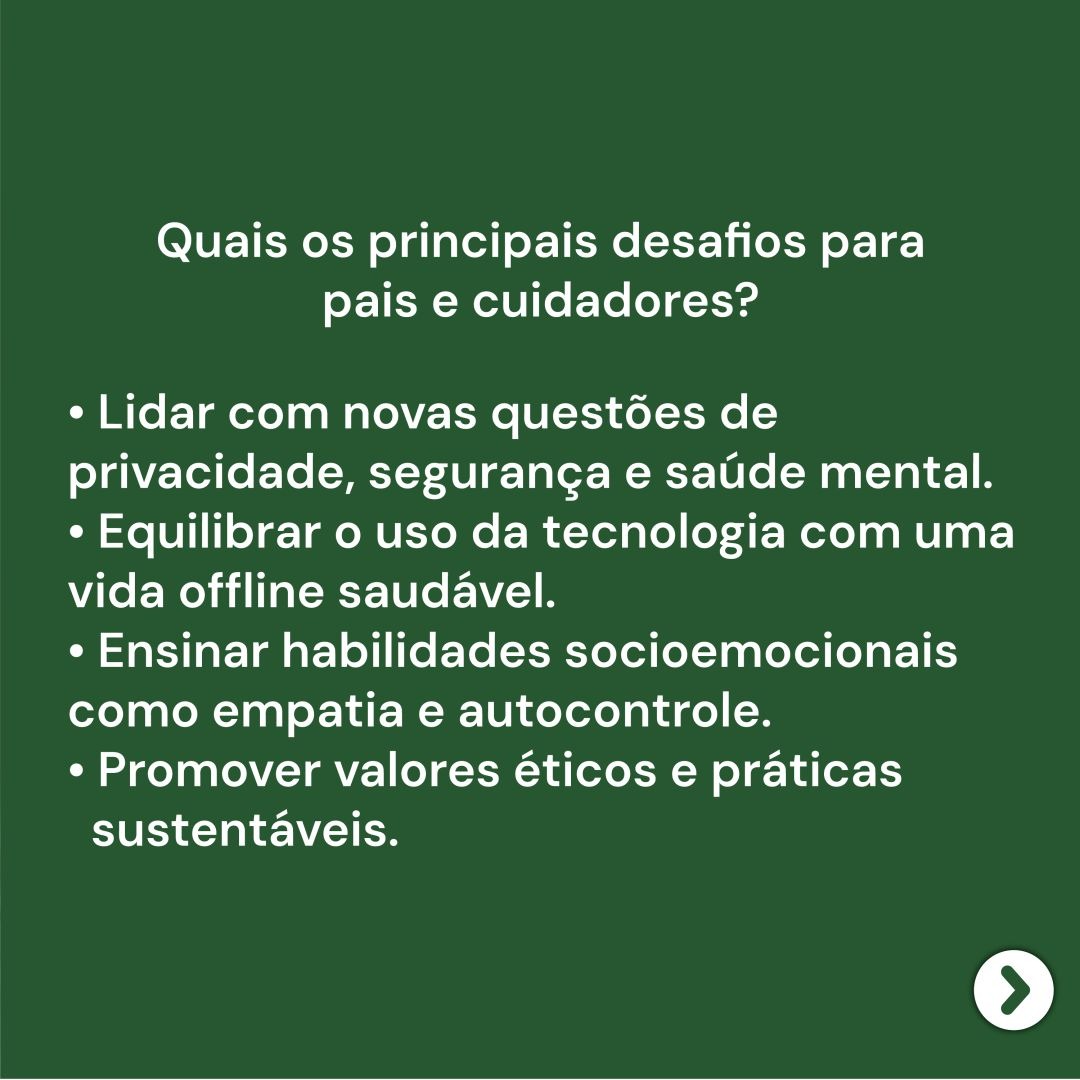 Quais os principais desafios para
pais e cuidadores?
• Lidar com novas questões de
privacidade, segurança e saúde mental.
• Equilibrar o uso da tecnologia com uma
vida offline saudável.
• Ensinar habilidades socioemocionais
como empatia e autocontrole.
• Promover valores éticos e práticas
sustentáveis.